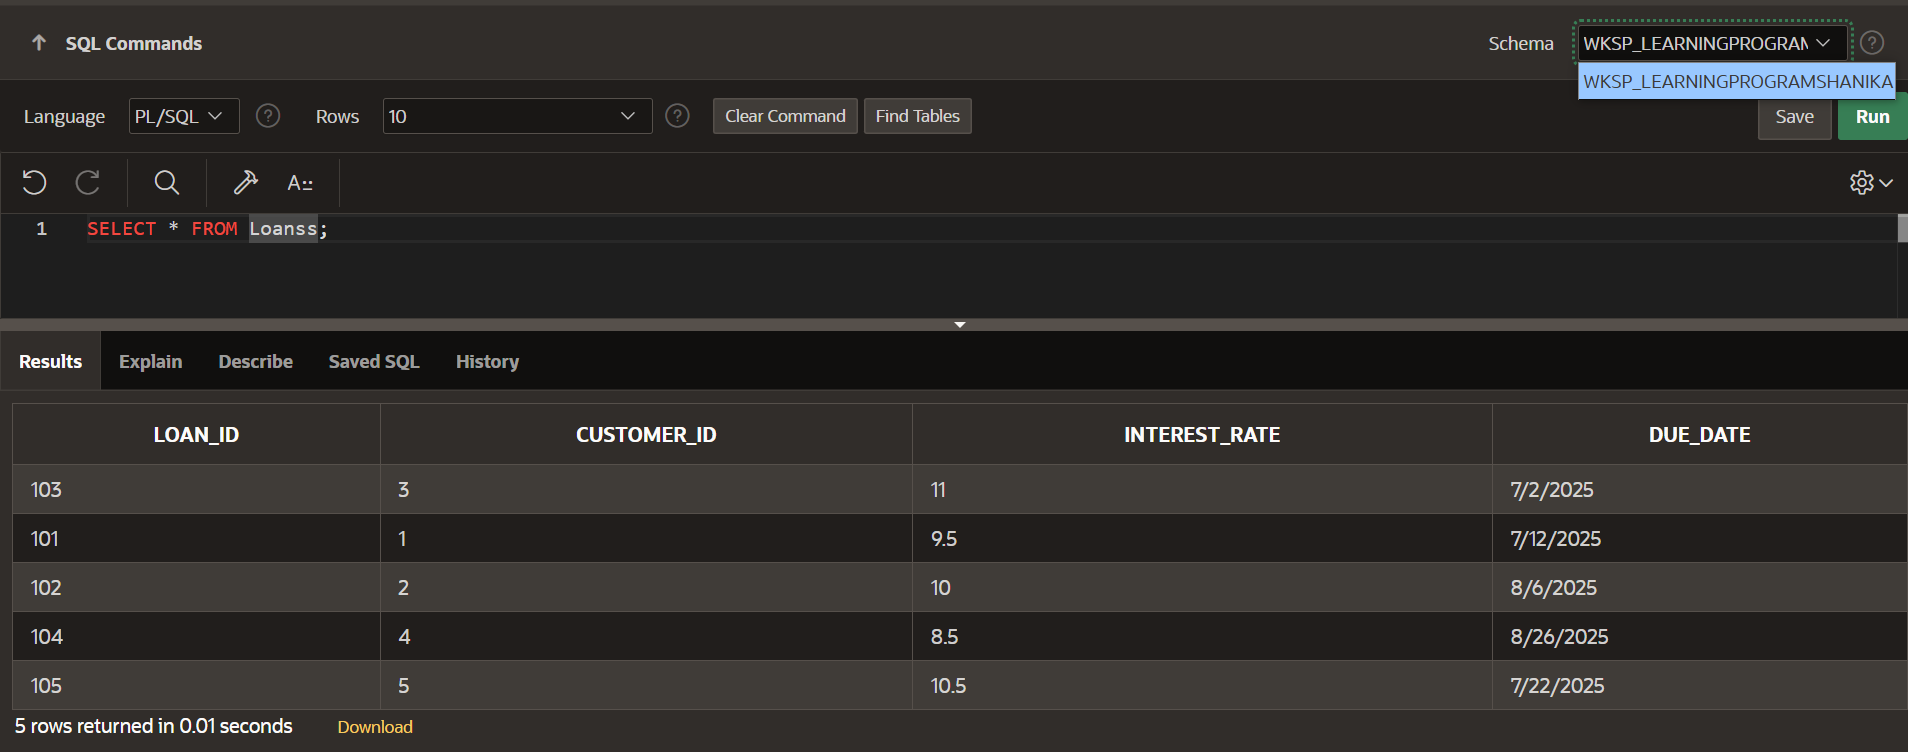 SQL Commands Schema WKSP_LEARNINGPROGRAM
WKSP_LEARNINGPROGRAMSHANIKA
Language PL/SQL ? Rows 10 ? Clear Command Find Tables Save Run
A::
1 SELECT * FROM Loanss;
Results Explain Describe Saved SQL History
LOAN_ID CUSTOMER_ID INTEREST_RATE DUE_DATE
103 3 11 7/2/2025
101 1 9.5 7/12/2025
102 2 10 8/6/2025
104 4 8.5 8/26/2025
105 5 10.5 7/22/2025
5 rows returned in 0.01 seconds Download